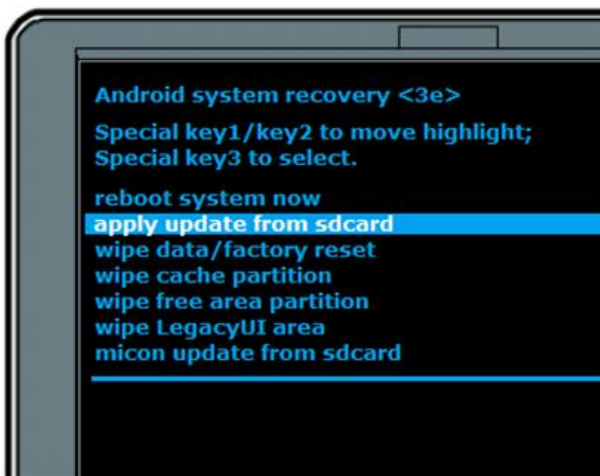 Android system recovery <3e>
Special key1/key2 to move highlight;
Special key3 to select.
reboot system now
apply update from sdcard
wipe data/factory reset
wipe cache partition
wipe free area partition
wipe LegacyUI area
micon update from sdcard